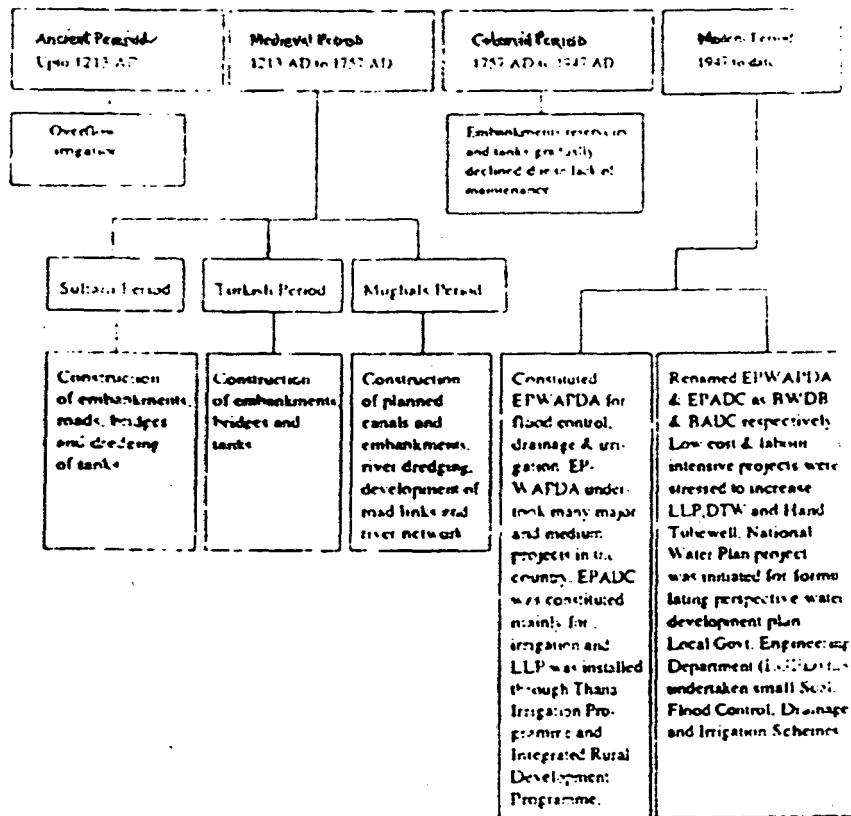 Ancient Period
Upto 1213 AD
Medieval Period
1213 AD to 1757 AD
Colonial Period
1757 AD to 1947 AD
Modern Period
1947 to date
Overflow
irrigation
Embankments reservoirs
and tanks gradually
declined due to lack of
maintenance
Sultani Period
Turkish Period
Mughals Period
Construction
of embankments,
roads, bridges
and dredging
of tanks
Construction
of embankments,
bridges and
tanks
Construction
of planned
canals and
embankments,
river dredging,
development of
road links and
river network
Constituted
EPWAPDA for
flood control,
drainage & irri-
gation. EP-
WAPDA under-
took many major
and medium
projects in the
country. EPADC
was constituted
mainly for
irrigation and
LLP was installed
through Thana
Irrigation Pro-
gramme and
Integrated Rural
Development
Programme.
Renamed EPWAPDA
& EPADC as BWDB
& BADC respectively
Low cost & labour
intensive projects were
stressed to increase
LLP, DTW and Hand
Tubewell. National
Water Plan project
was initiated for formu
lating perspective water
development plan
Local Govt. Engineering
Department
undertaken small
Flood Control, Drainage
and Irrigation Schemes